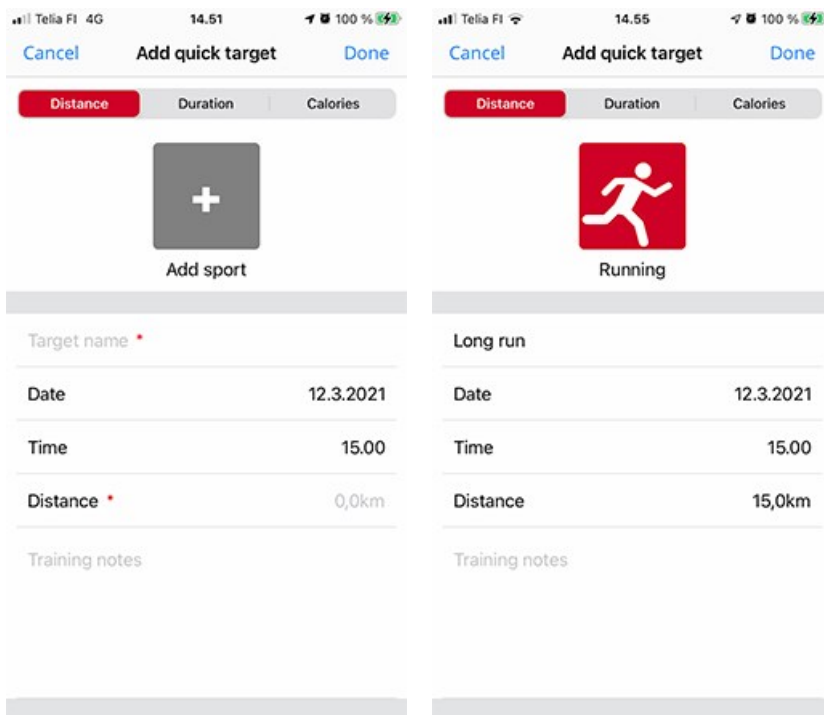 Telia FI 4G 14.51 100 %
Cancel Add quick target Done
Distance Duration Calories
+
Add sport
Target name *
Date 12.3.2021
Time 15.00
Distance * 0,0km
Training notes
Telia FI 14.55 100 %
Cancel Add quick target Done
Distance Duration Calories
Running
Long run
Date 12.3.2021
Time 15.00
Distance 15,0km
Training notes